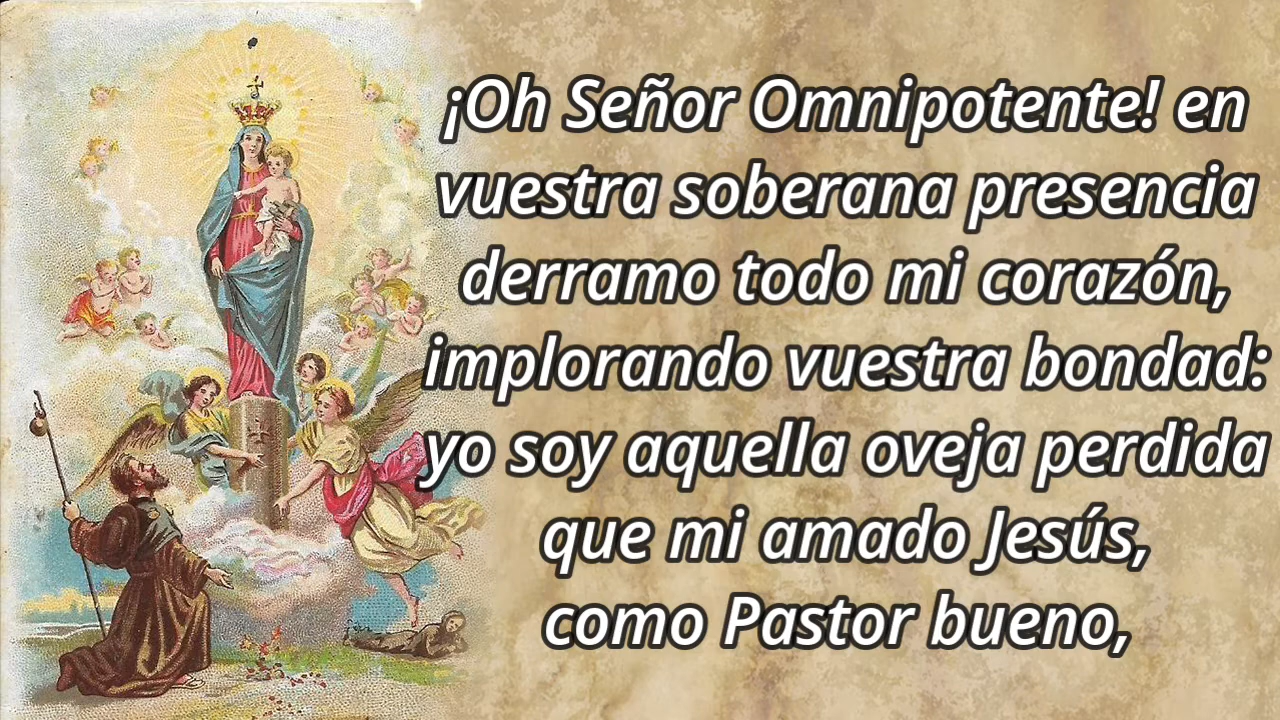 ¡Oh Señor Omnipotente! en
vuestra soberana presencia
derramo todo mi corazón,
implorando vuestra bondad:
yo soy aquella oveja perdida
que mi amado Jesús,
como Pastor bueno,